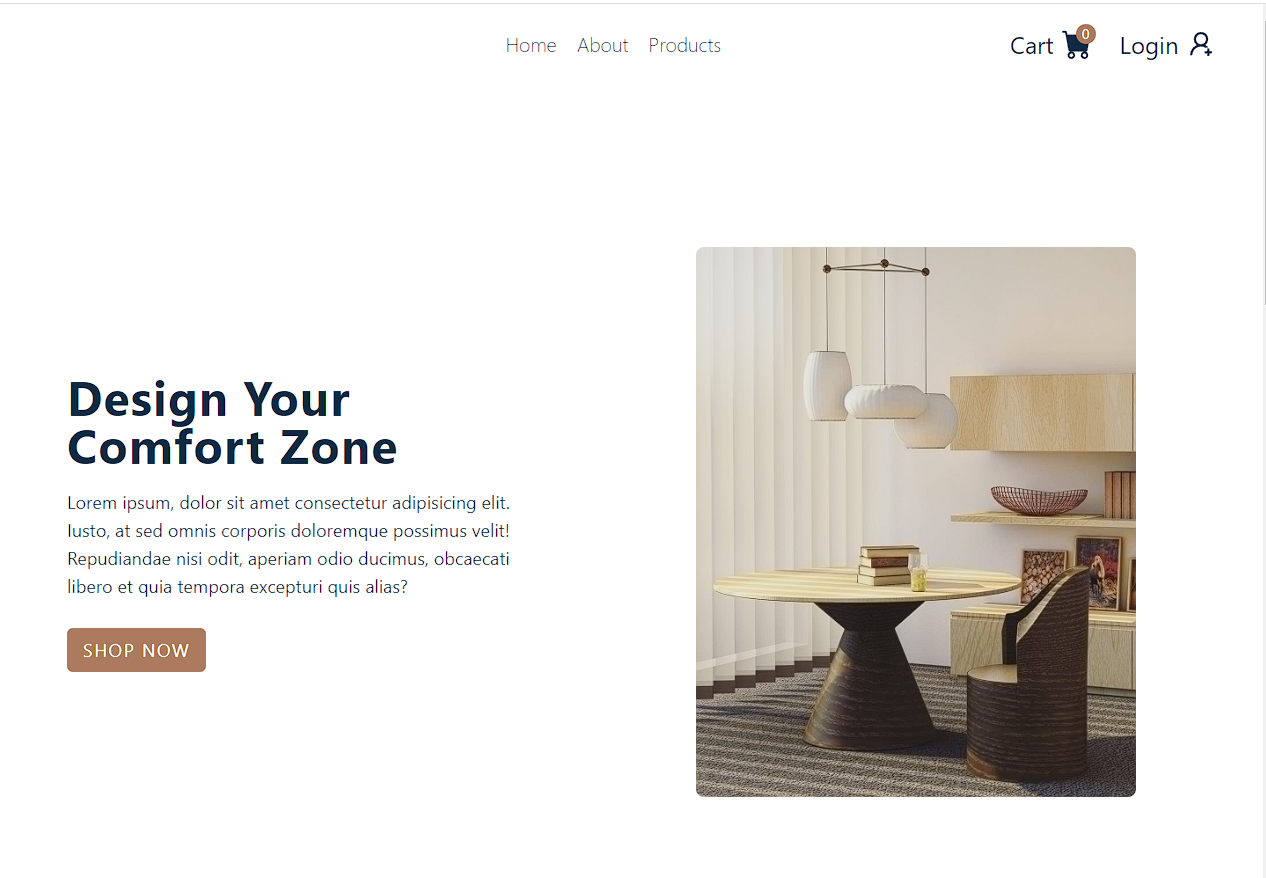 Home About Products
Cart 0 Login
Design Your
Comfort Zone
Lorem ipsum, dolor sit amet consectetur adipisicing elit.
Iusto, at sed omnis corporis doloremque possimus velit!
Repudiandae nisi odit, aperiam odio ducimus, obcaecati
libero et quia tempora excepturi quis alias?
SHOP NOW